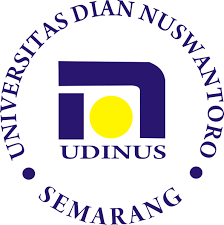 UNIVERSITAS DIAN NUSWANTORO
UDINUS
• SEMARANG •